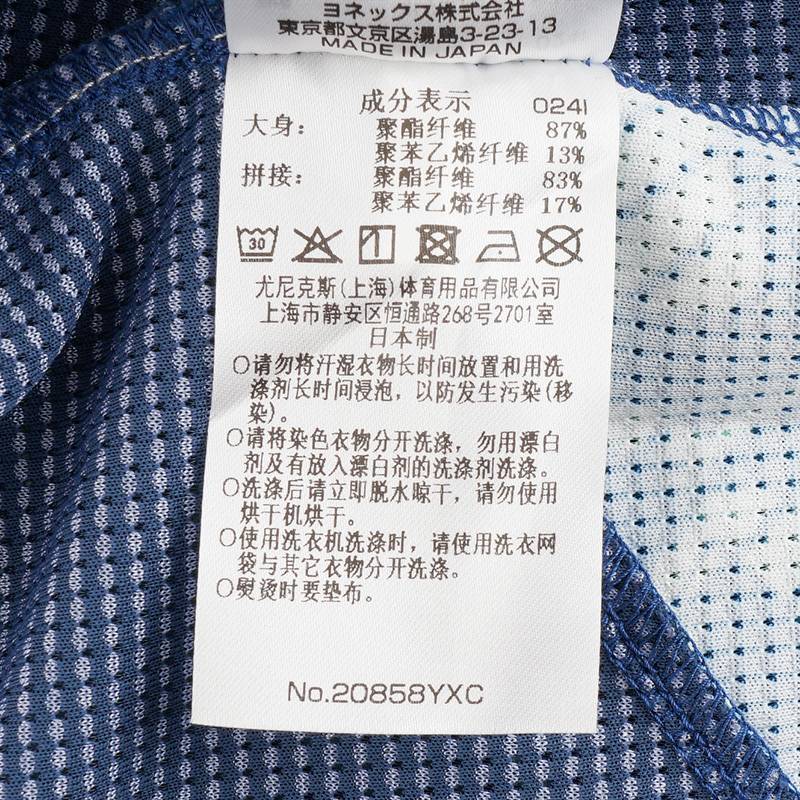 ヨネックス株式会社
東京都文京区湯島3-23-13
MADE IN JAPAN
成分表示 024I
大身： 聚酯纤维 87%
聚苯乙烯纤维 13%
拼接： 聚酯纤维 83%
聚苯乙烯纤维 17%
30
尤尼克斯(上海)体育用品有限公司
上海市静安区恒通路268号2701室
日本制
○请勿将汗湿衣物长时间放置和用洗
涤剂长时间浸泡，以防发生污染(移
染)。
○请将染色衣物分开洗涤，勿用漂白
剂及有放入漂白剂的洗涤剂洗涤。
○洗涤后请立即脱水晾干，请勿使用
烘干机烘干。
○使用洗衣机洗涤时，请使用洗衣网
袋与其它衣物分开洗涤。
○熨烫时要垫布。
No.20858YXC